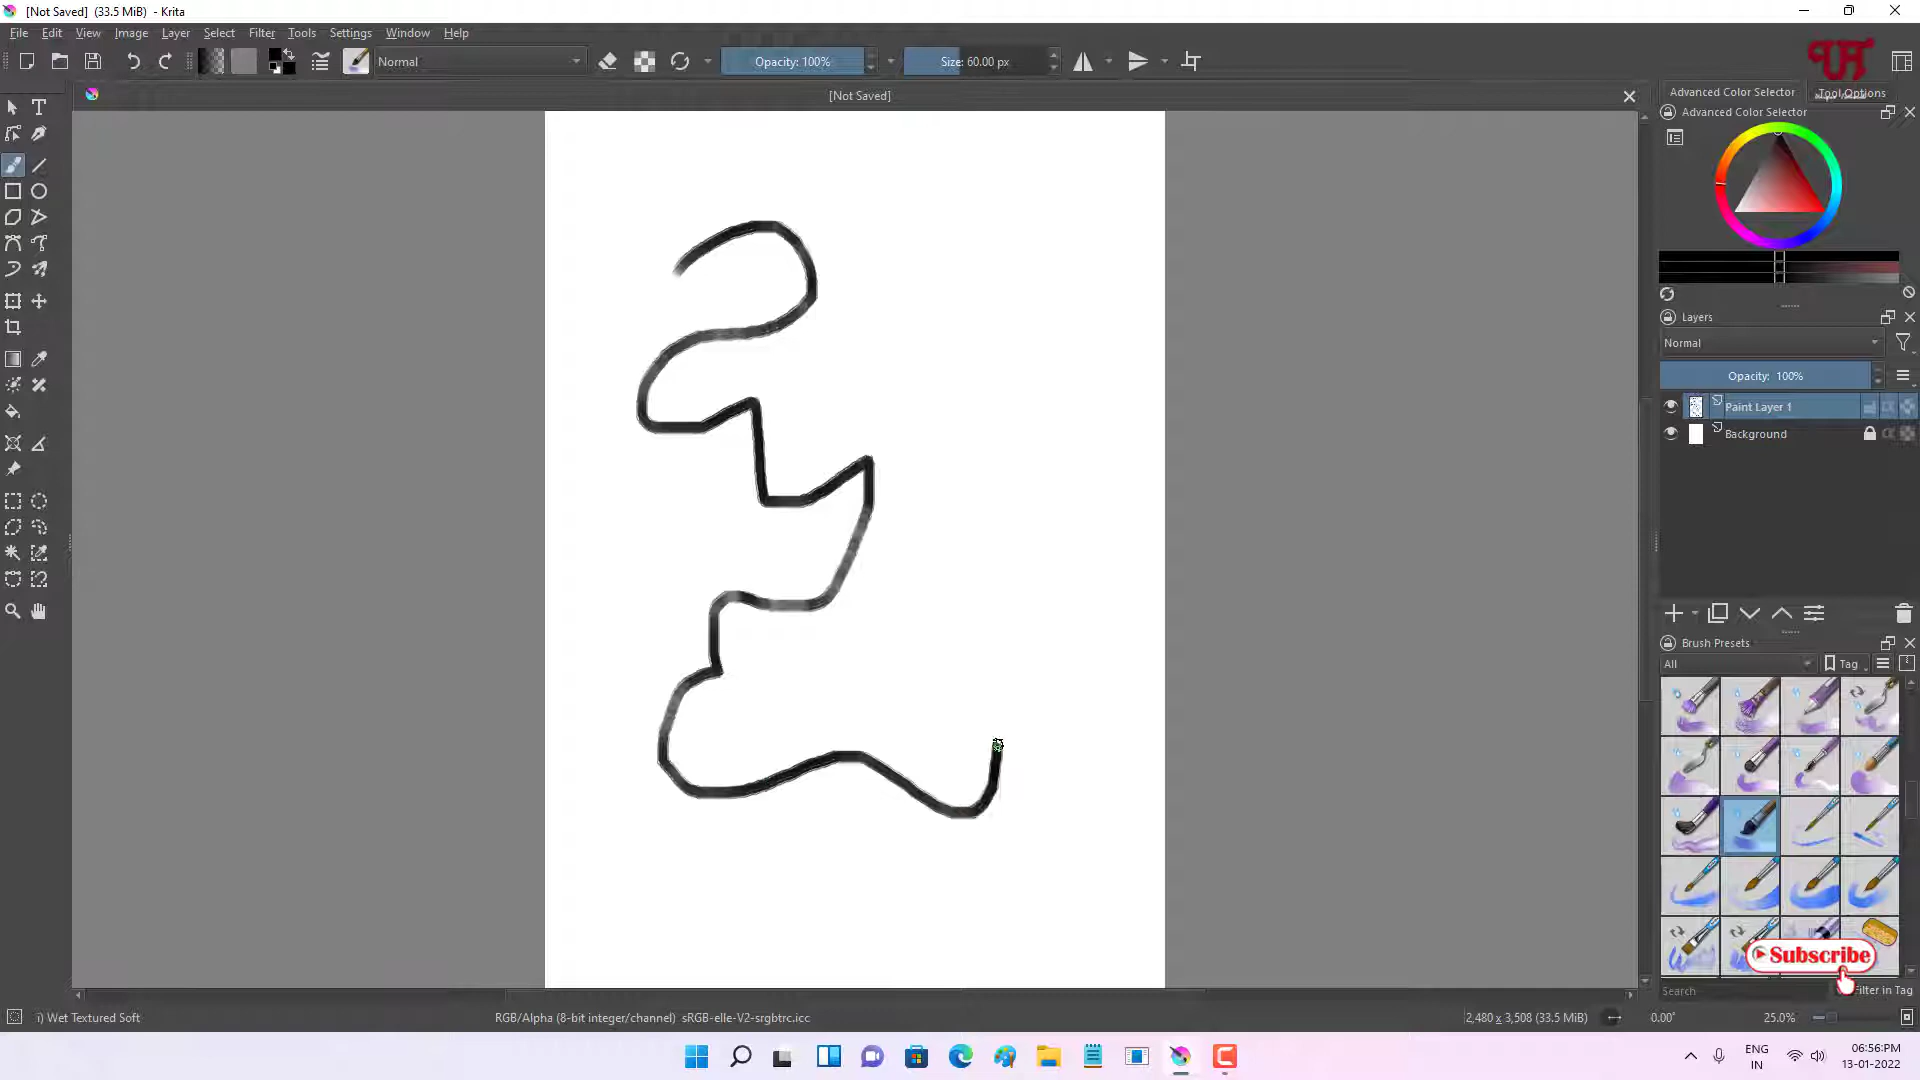 [Not Saved]  (33.5 MiB)  - Krita
File Edit View Image Layer Select Filter Tools Settings Window Help
Normal Opacity: 100% Size: 60.00 px
[Not Saved]
Advanced Color Selector Tool Options
Advanced Color Selector
Layers
Normal
Opacity:  100%
Paint Layer 1
Background
Brush Presets
All Tag
Subscribe
Search Filter in Tag
i) Wet Textured Soft RGB/Alpha (8-bit integer/channel)  sRGB-elle-V2-srgbtrc.icc 2,480 x 3,508 (33.5 MiB) 0.00° 25.0%
ENG 06:56:PM
IN 13-01-2022